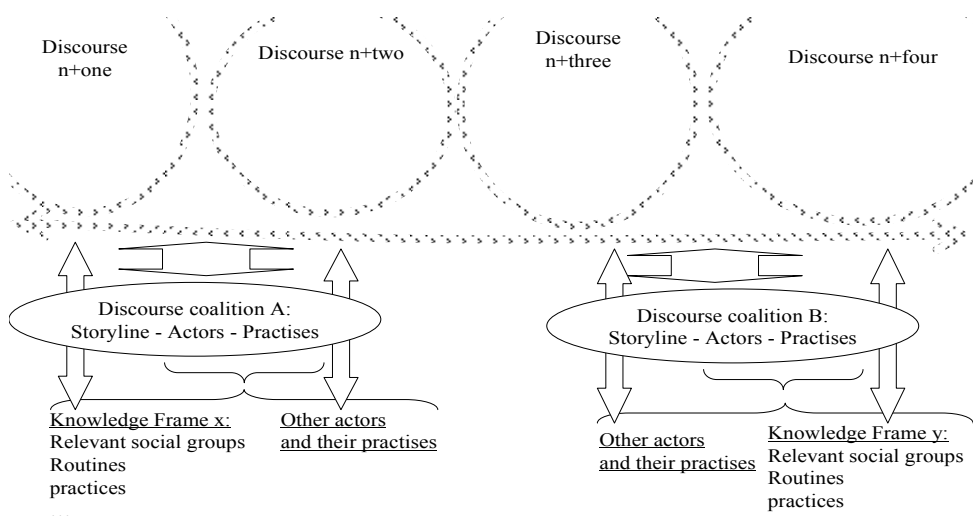 Discourse
n+one
Discourse n+two
Discourse
n+three
Discourse n+four
Discourse coalition A:
Storyline - Actors - Practises
Discourse coalition B:
Storyline - Actors - Practises
Knowledge Frame x:
Relevant social groups
Routines
practices
...
Other actors
and their practises
Other actors
and their practises
Knowledge Frame y:
Relevant social groups
Routines
practices